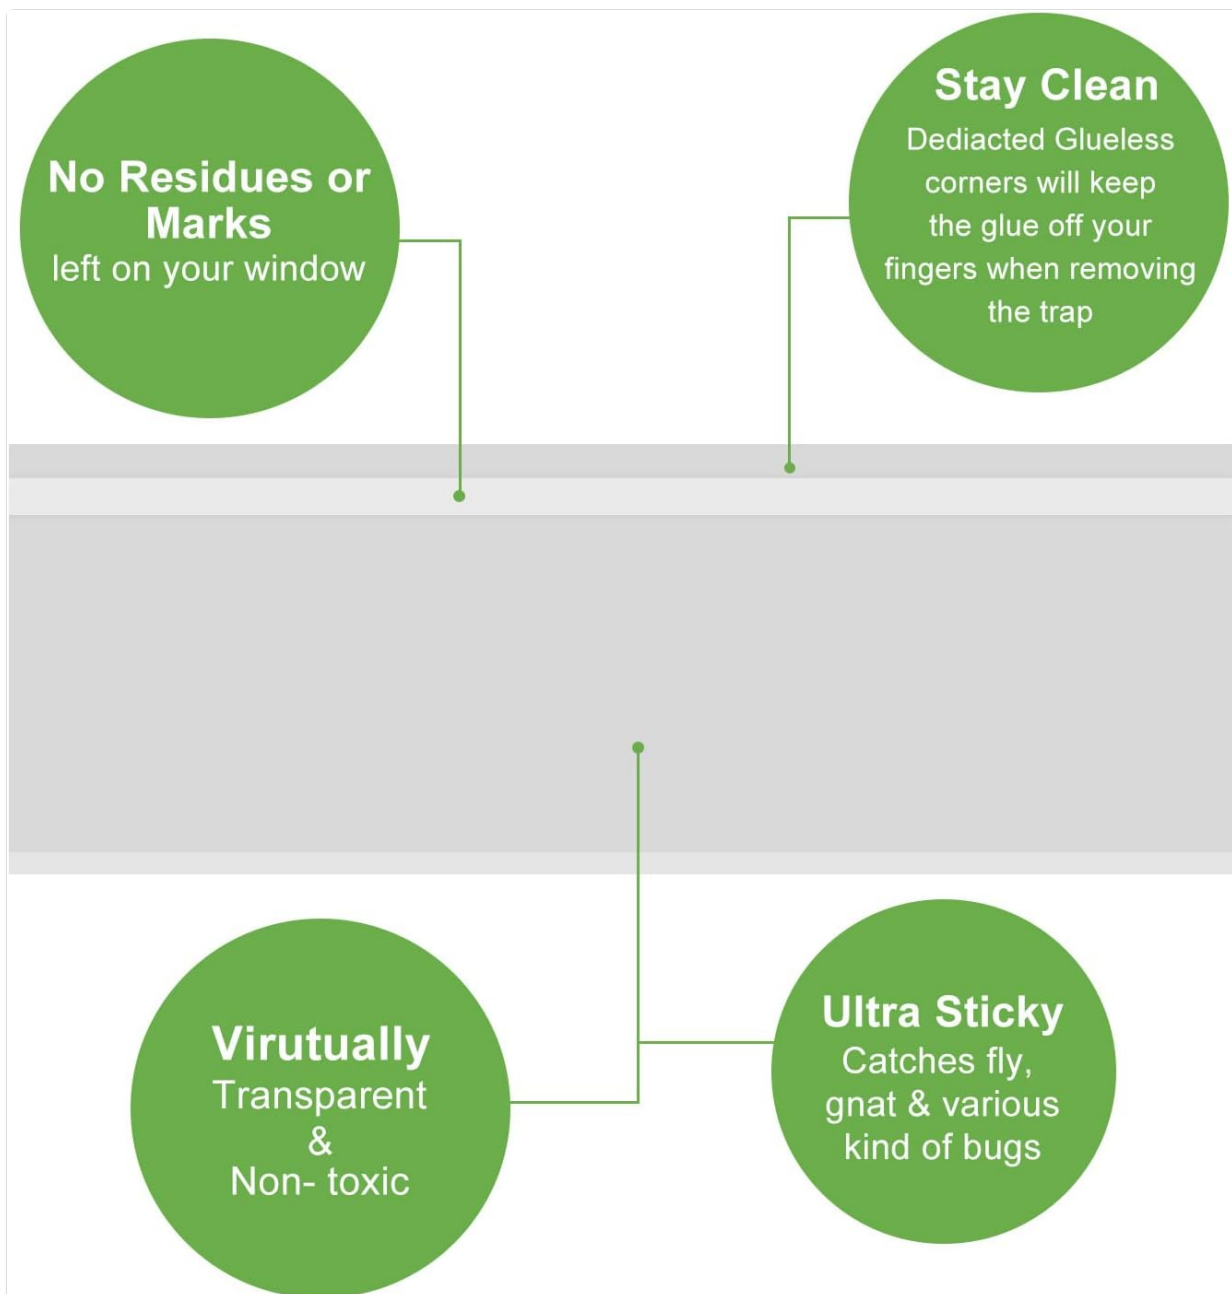 No Residues or
Marks
left on your window
Stay Clean
Dediacted Glueless
corners will keep
the glue off your
fingers when removing
the trap
Virutually
Transparent
&
Non- toxic
Ultra Sticky
Catches fly,
gnat & various
kind of bugs